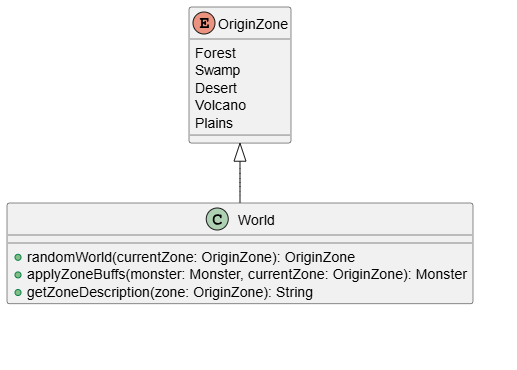 E OriginZone
Forest
Swamp
Desert
Volcano
Plains
C World
randomWorld(currentZone: OriginZone): OriginZone
applyZoneBuffs(monster: Monster, currentZone: OriginZone): Monster
getZoneDescription(zone: OriginZone): String